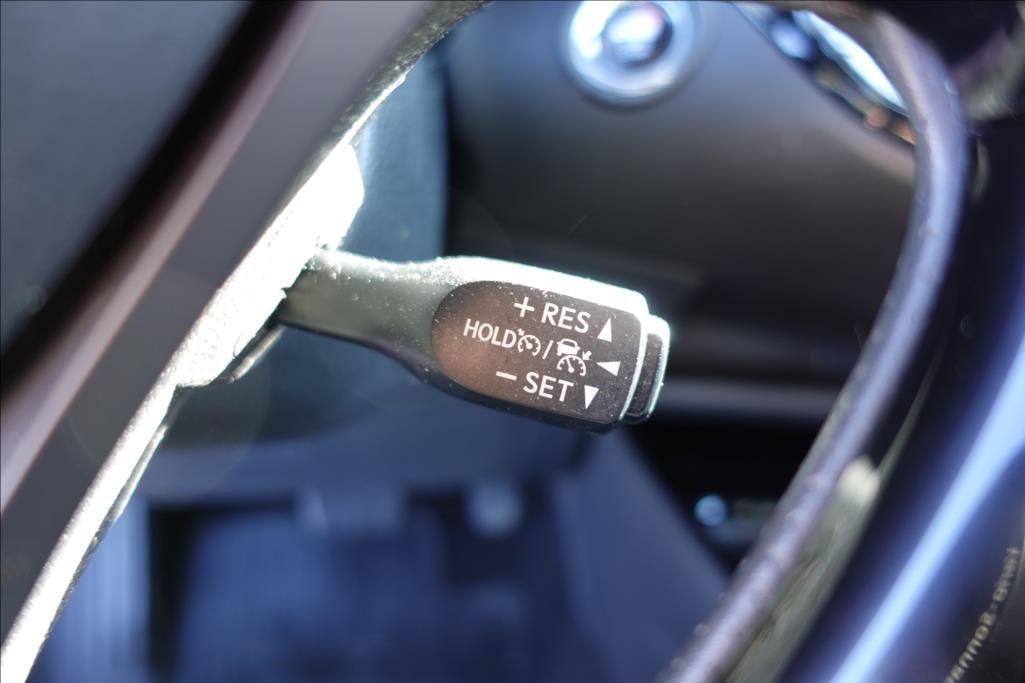 + RES ▲
HOLD / ◀
− SET ▼